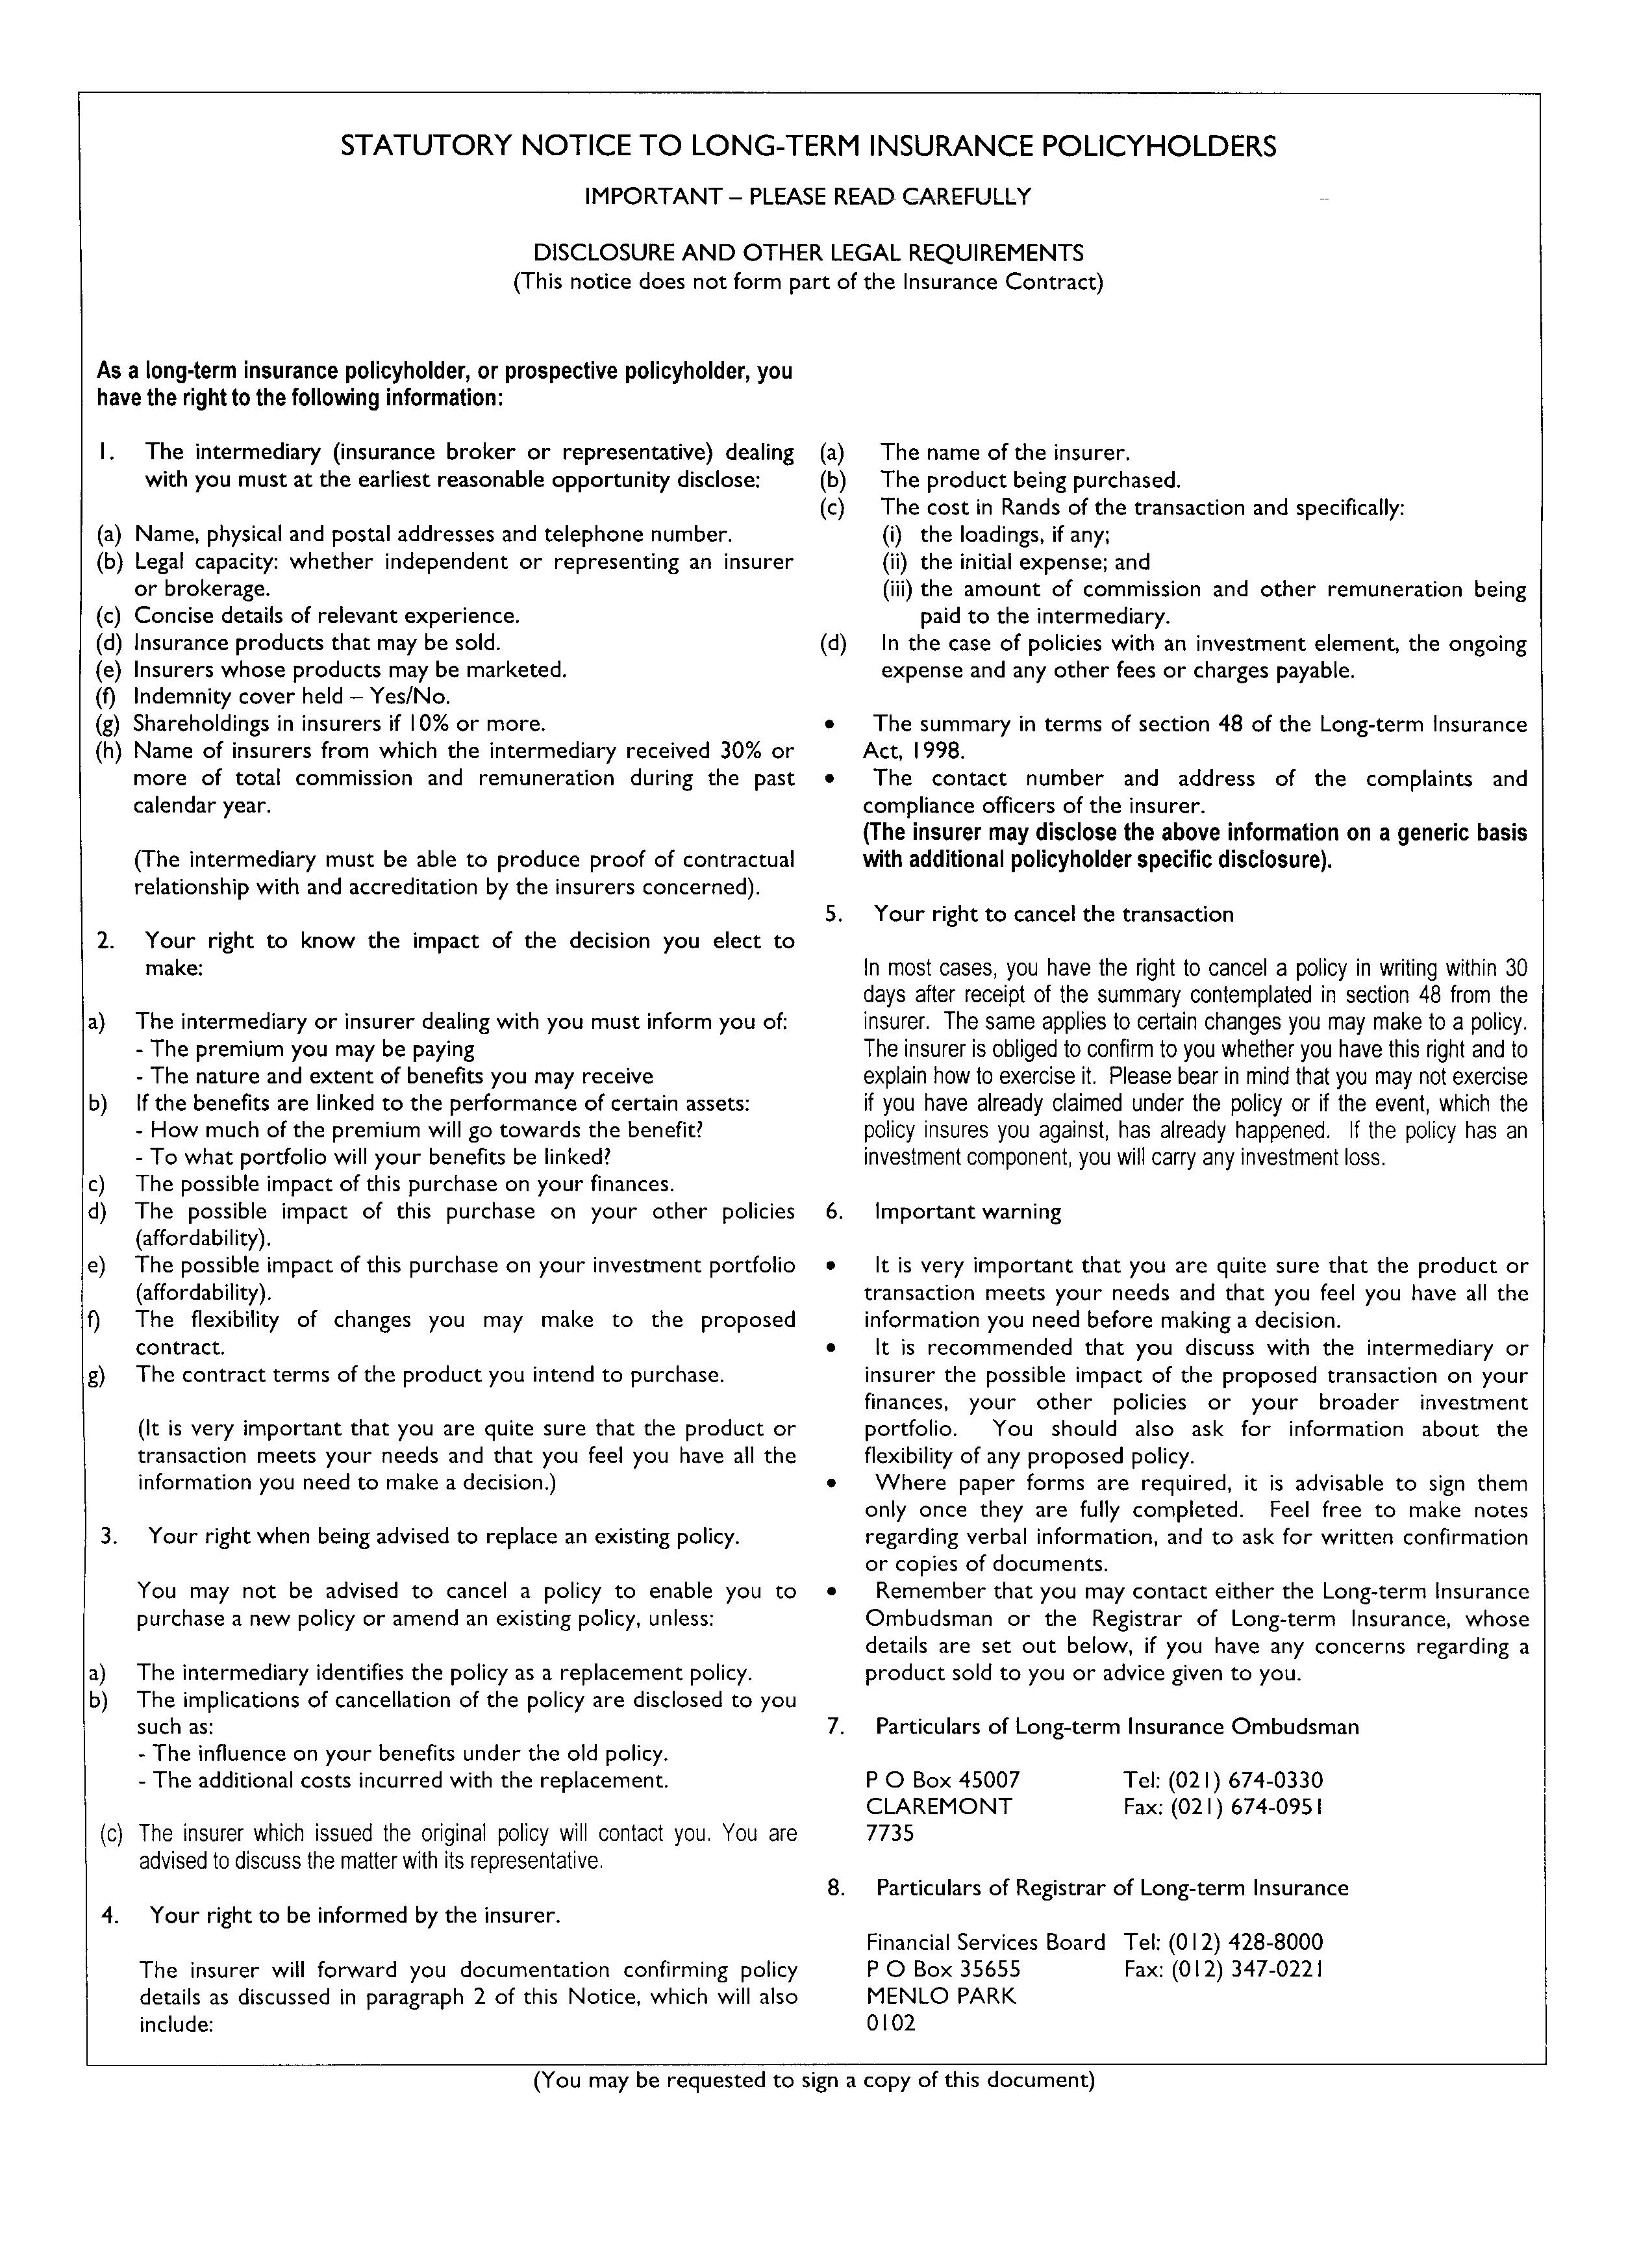 STATUTORY NOTICE TO LONG-TERM INSURANCE POLICYHOLDERS
IMPORTANT – PLEASE READ CAREFULLY
DISCLOSURE AND OTHER LEGAL REQUIREMENTS
(This notice does not form part of the Insurance Contract)
As a long-term insurance policyholder, or prospective policyholder, you
have the right to the following information:
1. The intermediary (insurance broker or representative) dealing
with you must at the earliest reasonable opportunity disclose:
(a) Name, physical and postal addresses and telephone number.
(b) Legal capacity: whether independent or representing an insurer
or brokerage.
(c) Concise details of relevant experience.
(d) Insurance products that may be sold.
(e) Insurers whose products may be marketed.
(f) Indemnity cover held – Yes/No.
(g) Shareholdings in insurers if 10% or more.
(h) Name of insurers from which the intermediary received 30% or
more of total commission and remuneration during the past
calendar year.
(The intermediary must be able to produce proof of contractual
relationship with and accreditation by the insurers concerned).
2. Your right to know the impact of the decision you elect to
make:
a) The intermediary or insurer dealing with you must inform you of:
- The premium you may be paying
- The nature and extent of benefits you may receive
b) If the benefits are linked to the performance of certain assets:
- How much of the premium will go towards the benefit?
- To what portfolio will your benefits be linked?
c) The possible impact of this purchase on your finances.
d) The possible impact of this purchase on your other policies
(affordability).
e) The possible impact of this purchase on your investment portfolio
(affordability).
f) The flexibility of changes you may make to the proposed
contract.
g) The contract terms of the product you intend to purchase.
(It is very important that you are quite sure that the product or
transaction meets your needs and that you feel you have all the
information you need to make a decision.)
3. Your right when being advised to replace an existing policy.
You may not be advised to cancel a policy to enable you to
purchase a new policy or amend an existing policy, unless:
a) The intermediary identifies the policy as a replacement policy.
b) The implications of cancellation of the policy are disclosed to you
such as:
- The influence on your benefits under the old policy.
- The additional costs incurred with the replacement.
(c) The insurer which issued the original policy will contact you. You are
advised to discuss the matter with its representative.
4. Your right to be informed by the insurer.
The insurer will forward you documentation confirming policy
details as discussed in paragraph 2 of this Notice, which will also
include:
(a) The name of the insurer.
(b) The product being purchased.
(c) The cost in Rands of the transaction and specifically:
(i) the loadings, if any;
(ii) the initial expense; and
(iii) the amount of commission and other remuneration being
paid to the intermediary.
(d) In the case of policies with an investment element, the ongoing
expense and any other fees or charges payable.
• The summary in terms of section 48 of the Long-term Insurance
Act, 1998.
• The contact number and address of the complaints and
compliance officers of the insurer.
(The insurer may disclose the above information on a generic basis
with additional policyholder specific disclosure).
5. Your right to cancel the transaction
In most cases, you have the right to cancel a policy in writing within 30
days after receipt of the summary contemplated in section 48 from the
insurer. The same applies to certain changes you may make to a policy.
The insurer is obliged to confirm to you whether you have this right and to
explain how to exercise it. Please bear in mind that you may not exercise
if you have already claimed under the policy or if the event, which the
policy insures you against, has already happened. If the policy has an
investment component, you will carry any investment loss.
6. Important warning
• It is very important that you are quite sure that the product or
transaction meets your needs and that you feel you have all the
information you need before making a decision.
• It is recommended that you discuss with the intermediary or
insurer the possible impact of the proposed transaction on your
finances, your other policies or your broader investment
portfolio. You should also ask for information about the
flexibility of any proposed policy.
• Where paper forms are required, it is advisable to sign them
only once they are fully completed. Feel free to make notes
regarding verbal information, and to ask for written confirmation
or copies of documents.
• Remember that you may contact either the Long-term Insurance
Ombudsman or the Registrar of Long-term Insurance, whose
details are set out below, if you have any concerns regarding a
product sold to you or advice given to you.
7. Particulars of Long-term Insurance Ombudsman
P O Box 45007 Tel: (021) 674-0330
CLAREMONT Fax: (021) 674-0951
7735
8. Particulars of Registrar of Long-term Insurance
Financial Services Board Tel: (012) 428-8000
P O Box 35655 Fax: (012) 347-0221
MENLO PARK
0102
(You may be requested to sign a copy of this document)